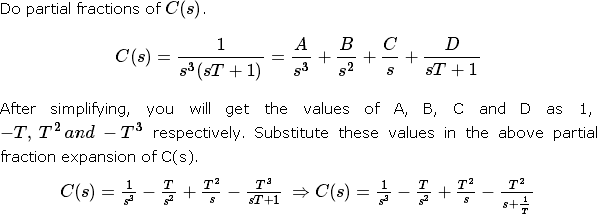 Do partial fractions of C(s).
C(s) = \frac{1}{s^3(sT+1)} = \frac{A}{s^3} + \frac{B}{s^2} + \frac{C}{s} + \frac{D}{sT+1}
After simplifying, you will get the values of A, B, C and D as 1,
−T, T^2 and −T^3 respectively. Substitute these values in the above partial
fraction expansion of C(s).
C(s) = \frac{1}{s^3} − \frac{T}{s^2} + \frac{T^2}{s} − \frac{T^3}{sT+1} ⇒ C(s) = \frac{1}{s^3} − \frac{T}{s^2} + \frac{T^2}{s} − \frac{T^2}{s+\frac{1}{T}}